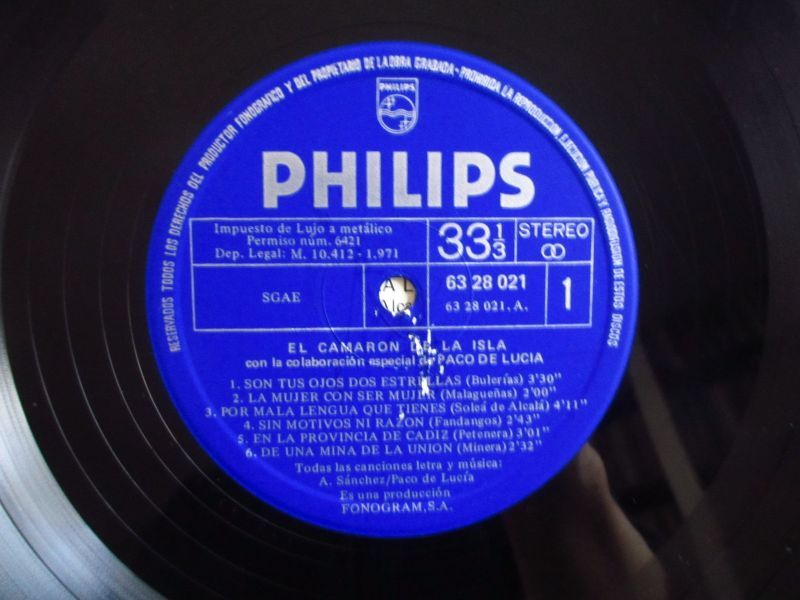 RESERVADOS TODOS LOS DERECHOS DEL PRODUCTOR FONOGRAFICO Y DEL PROPIETARIO DE LA OBRA GRABADA - PROHIBIDA LA REPRODUCCION, EJECUCION PUBLICA Y RADIODIFUSION DE ESTOS DISCOS
PHILIPS
PHILIPS
Impuesto de Lujo a metálico
Permiso núm. 6421
Dep. Legal: M. 10.412 - 1.971
33 1/3
STEREO
SGAE
63 28 021
63 28 021. A.
1
EL CAMARON DE LA ISLA
con la colaboración especial de PACO DE LUCIA
1. SON TUS OJOS DOS ESTRELLAS (Bulerías) 3'30"
2. LA MUJER CON SER MUJER (Malagueñas) 2'00"
3. POR MALA LENGUA QUE TIENES (Soleá de Alcalá) 4'11"
4. SIN MOTIVOS NI RAZON (Fandangos) 2'43"
5. EN LA PROVINCIA DE CADIZ (Petenera) 3'01"
6. DE UNA MINA DE LA UNION (Minera) 2'32"
Todas las canciones letra y música:
A. Sánchez/Paco de Lucía
Es una producción
FONOGRAM, S.A.